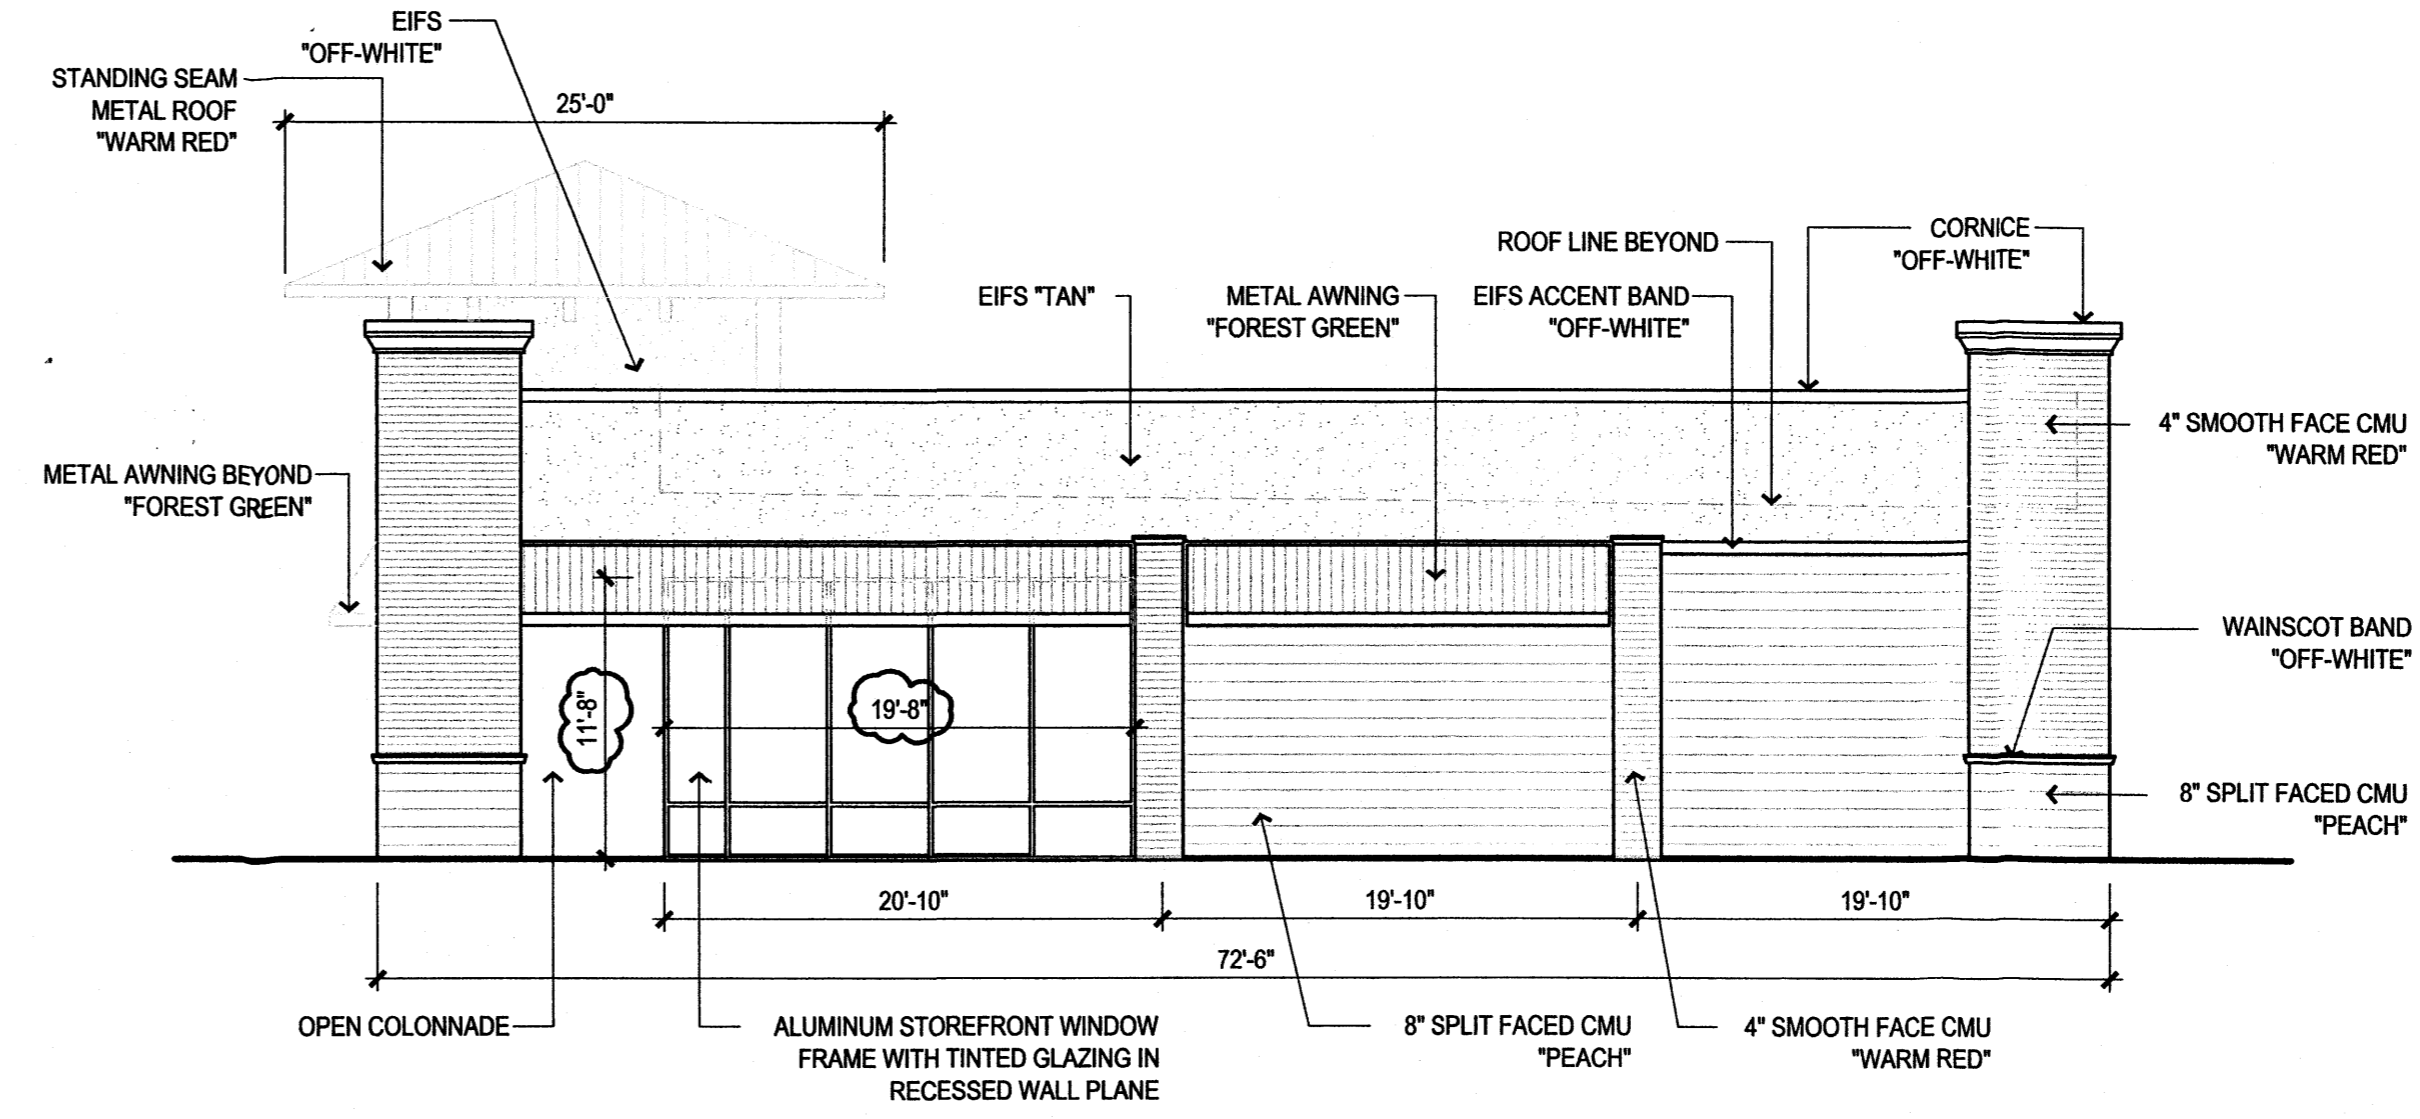 EIFS
"OFF-WHITE"
STANDING SEAM
METAL ROOF
"WARM RED"
25'-0"
CORNICE
"OFF-WHITE"
ROOF LINE BEYOND
EIFS "TAN"
METAL AWNING
"FOREST GREEN"
EIFS ACCENT BAND
"OFF-WHITE"
4" SMOOTH FACE CMU
"WARM RED"
METAL AWNING BEYOND
"FOREST GREEN"
WAINSCOT BAND
"OFF-WHITE"
11'-8"
19'-8"
8" SPLIT FACED CMU
"PEACH"
20'-10"
19'-10"
19'-10"
72'-6"
OPEN COLONNADE
ALUMINUM STOREFRONT WINDOW
FRAME WITH TINTED GLAZING IN
RECESSED WALL PLANE
8" SPLIT FACED CMU
"PEACH"
4" SMOOTH FACE CMU
"WARM RED"